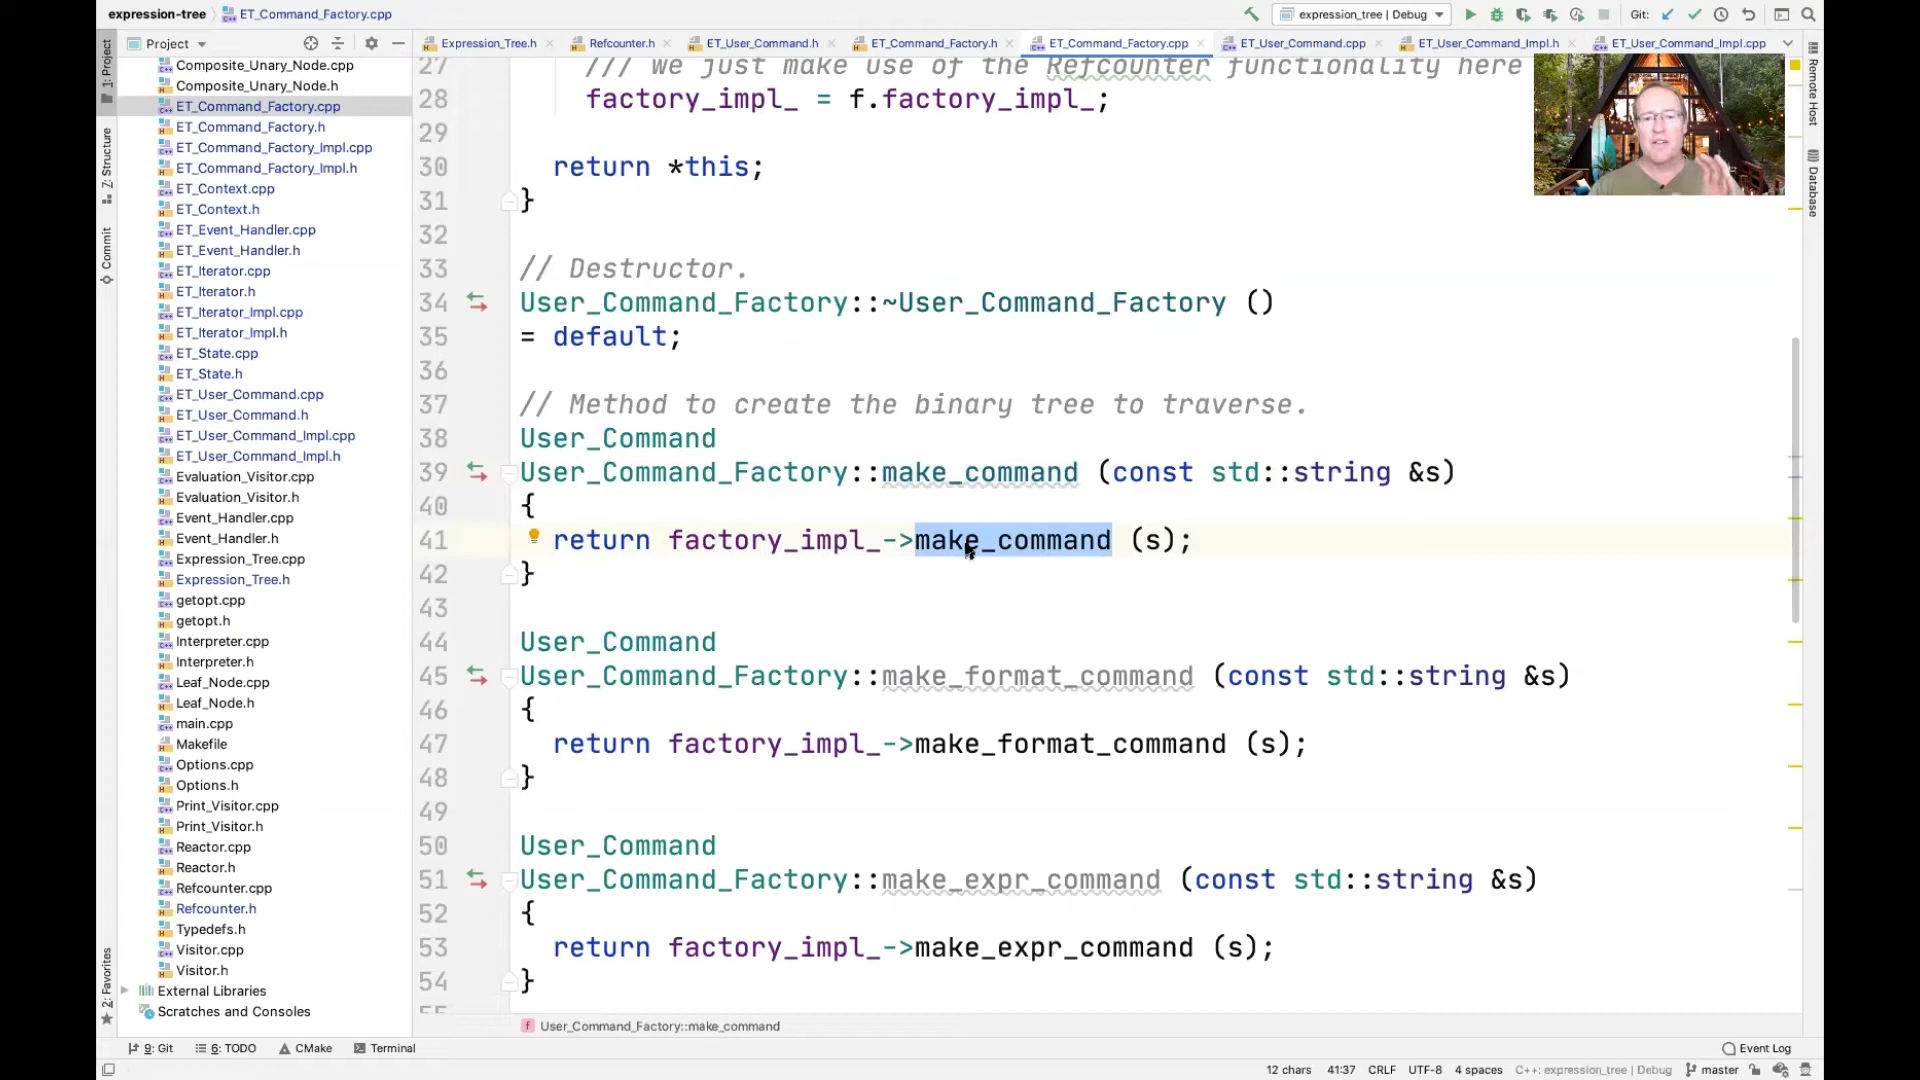 expression-tree
ET_Command_Factory.cpp
expression_tree | Debug
Git:
Project
Expression_Tree.h
Refcounter.h
ET_User_Command.h
ET_Command_Factory.h
ET_Command_Factory.cpp
ET_User_Command.cpp
ET_User_Command_Impl.h
ET_User_Command_Impl.cpp
1: Project
7: Structure
Commit
2: Favorites
Composite_Unary_Node.cpp
Composite_Unary_Node.h
ET_Command_Factory.cpp
ET_Command_Factory.h
ET_Command_Factory_Impl.cpp
ET_Command_Factory_Impl.h
ET_Context.cpp
ET_Context.h
ET_Event_Handler.cpp
ET_Event_Handler.h
ET_Iterator.cpp
ET_Iterator.h
ET_Iterator_Impl.cpp
ET_Iterator_Impl.h
ET_State.cpp
ET_State.h
ET_User_Command.cpp
ET_User_Command.h
ET_User_Command_Impl.cpp
ET_User_Command_Impl.h
Evaluation_Visitor.cpp
Evaluation_Visitor.h
Event_Handler.cpp
Event_Handler.h
Expression_Tree.cpp
Expression_Tree.h
getopt.cpp
getopt.h
Interpreter.cpp
Interpreter.h
Leaf_Node.cpp
Leaf_Node.h
main.cpp
Makefile
Options.cpp
Options.h
Print_Visitor.cpp
Print_Visitor.h
Reactor.cpp
Reactor.h
Refcounter.cpp
Refcounter.h
Typedefs.h
Visitor.cpp
Visitor.h
External Libraries
Scratches and Consoles
27 /// We just make use of the Refcounter functionality here
28 factory_impl_ = f.factory_impl_;
29
30 return *this;
31 }
32
33 // Destructor.
34 User_Command_Factory::~User_Command_Factory ()
35 = default;
36
37 // Method to create the binary tree to traverse.
38 User_Command
39 User_Command_Factory::make_command (const std::string &s)
40 {
41 return factory_impl_->make_command (s);
42 }
43
44 User_Command
45 User_Command_Factory::make_format_command (const std::string &s)
46 {
47 return factory_impl_->make_format_command (s);
48 }
49
50 User_Command
51 User_Command_Factory::make_expr_command (const std::string &s)
52 {
53 return factory_impl_->make_expr_command (s);
54 }
55
Remote Host
Database
f User_Command_Factory::make_command
9: Git
6: TODO
CMake
Terminal
Event Log
12 chars
41:37
CRLF
UTF-8
4 spaces
C++: expression_tree | Debug
master